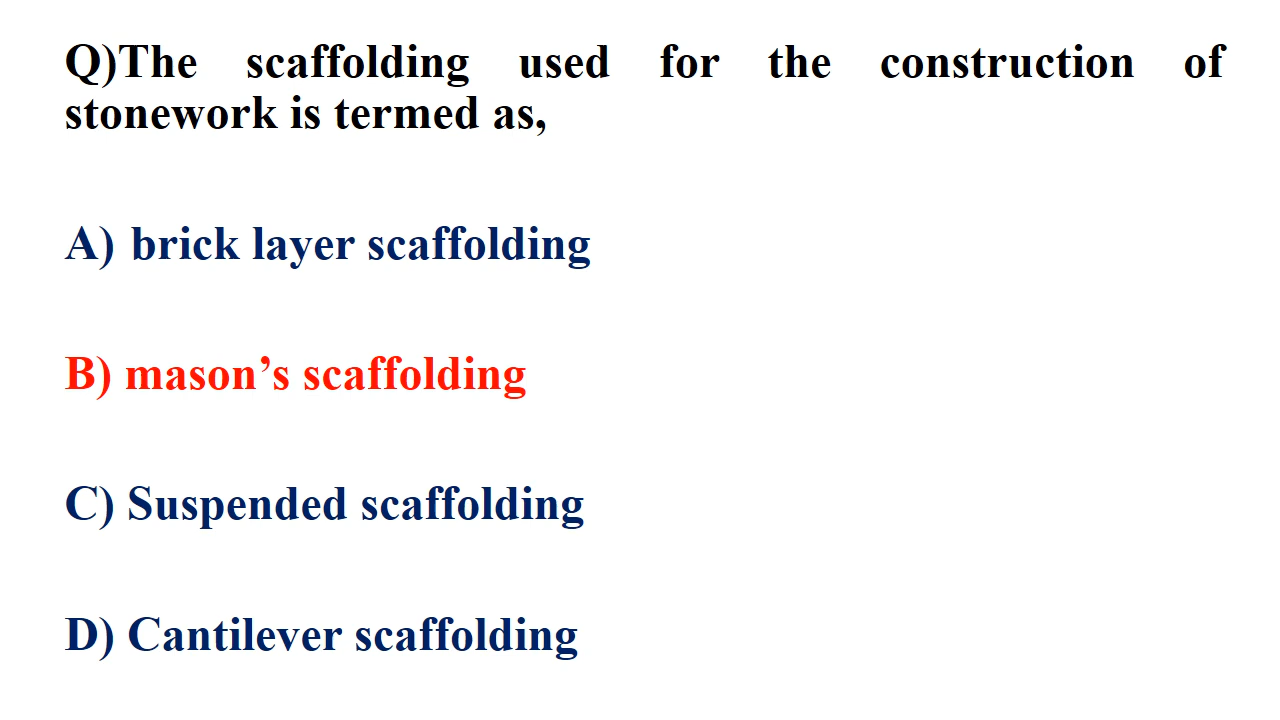 Q)The scaffolding used for the construction of
stonework is termed as,
A) brick layer scaffolding
B) mason’s scaffolding
C) Suspended scaffolding
D) Cantilever scaffolding